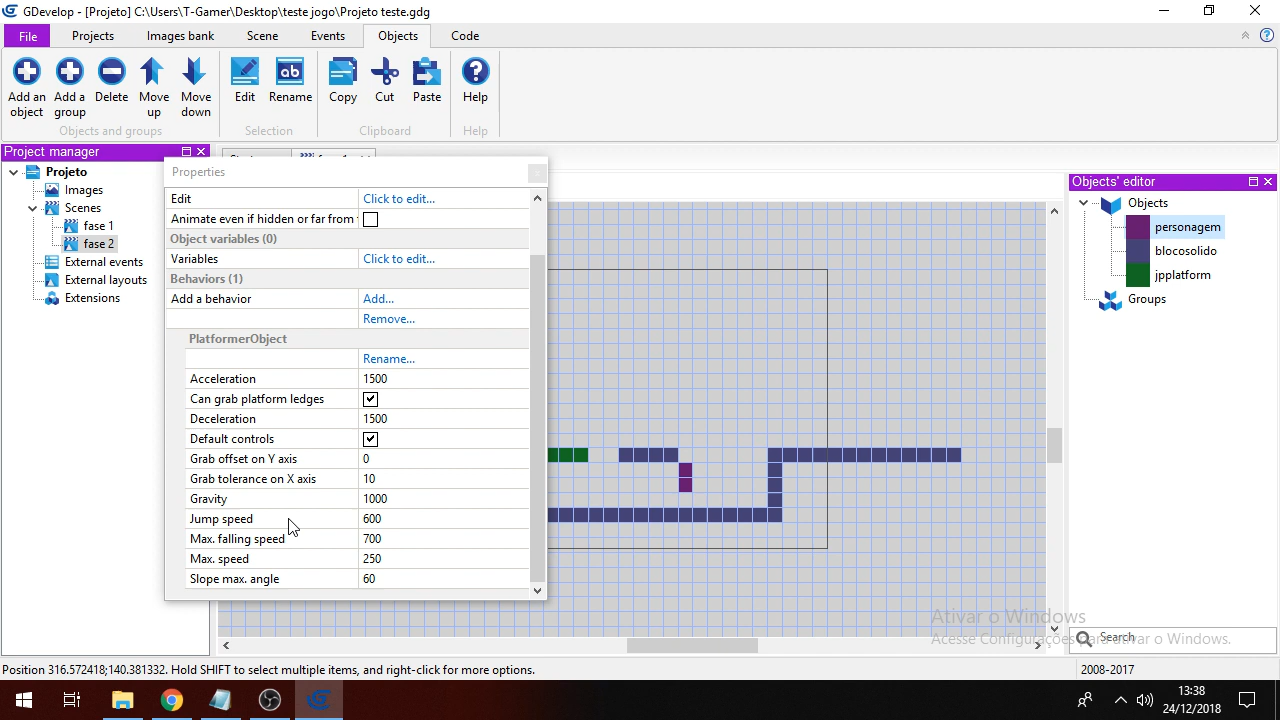 GDevelop - [Projeto] C:\Users\T-Gamer\Desktop\teste jogo\Projeto teste.gdg
File Projects Images bank Scene Events Objects Code
Add an object
Add a group
Delete
Move up
Move down
Edit
Rename
Copy
Cut
Paste
Help
Objects and groups
Selection
Clipboard
Help
Project manager
Projeto
Images
Scenes
fase 1
fase 2
External events
External layouts
Extensions
Properties
Edit Click to edit...
Animate even if hidden or far from
Object variables (0)
Variables Click to edit...
Behaviors (1)
Add a behavior Add...
Remove...
PlatformerObject
Rename...
Acceleration 1500
Can grab platform ledges
Deceleration 1500
Default controls
Grab offset on Y axis 0
Grab tolerance on X axis 10
Gravity 1000
Jump speed 600
Max. falling speed 700
Max. speed 250
Slope max. angle 60
Objects' editor
Objects
personagem
blocosolido
jpplatform
Groups
Ativar o Windows
Acesse Configurações para ativar o Windows.
Search
Position 316.572418;140.381332. Hold SHIFT to select multiple items, and right-click for more options.
2008-2017
13:38
24/12/2018